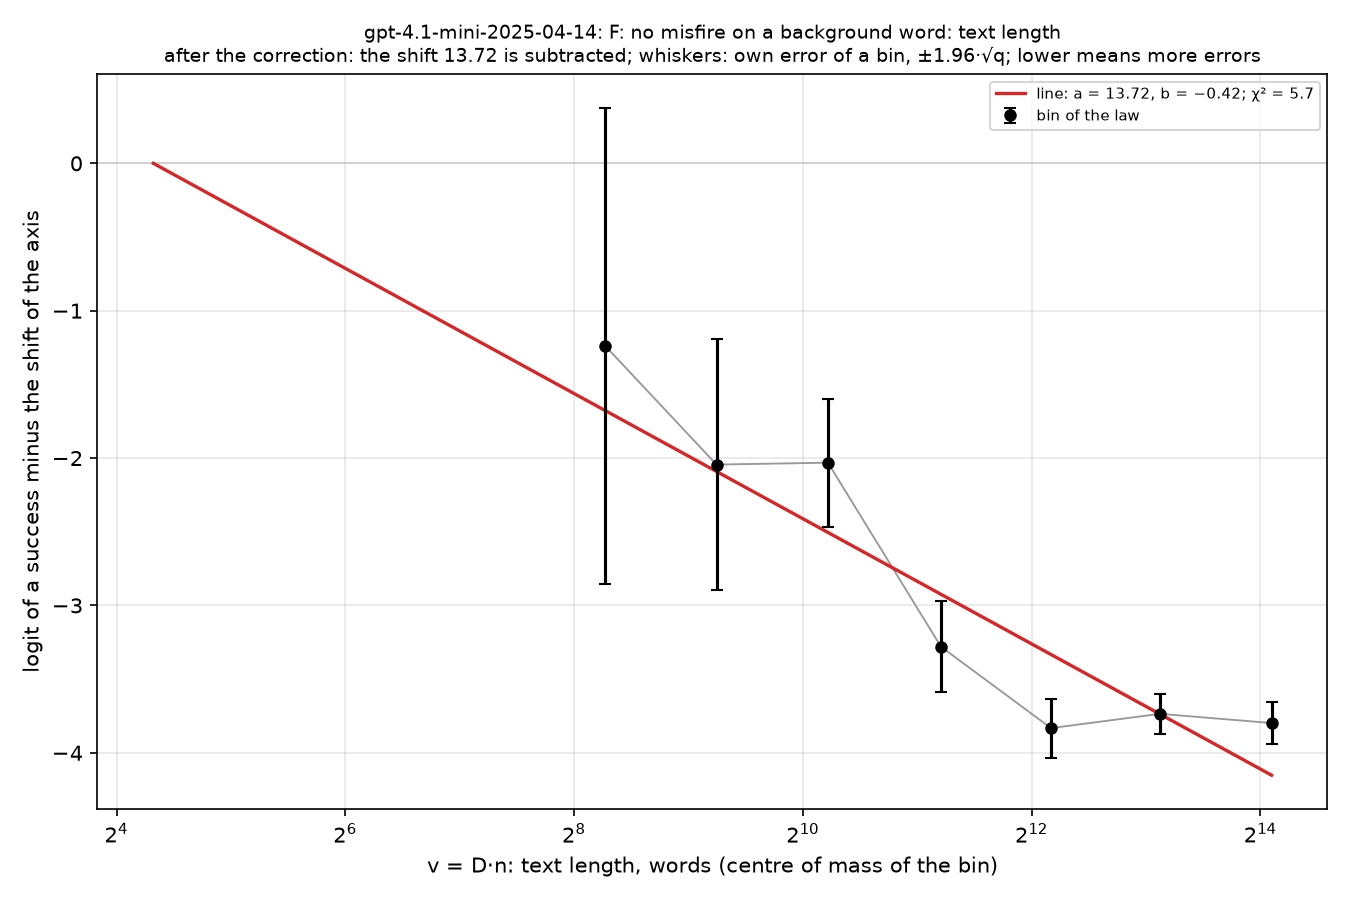 gpt-4.1-mini-2025-04-14: F: no misfire on a background word: text length
after the correction: the shift 13.72 is subtracted; whiskers: own error of a bin, ±1.96·√q; lower means more errors
line: a = 13.72, b = −0.42; χ² = 5.7
bin of the law
logit of a success minus the shift of the axis
0
−1
−2
−3
−4
2⁴
2⁶
2⁸
2¹⁰
2¹²
2¹⁴
v = D·n: text length, words (centre of mass of the bin)